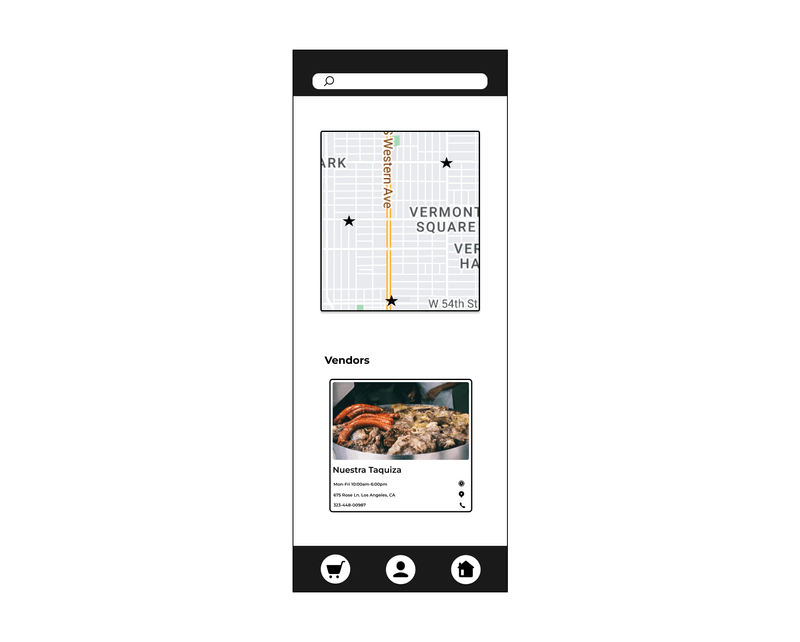 ARK
S Western Ave
VERMONT
SQUARE
VER
HA
W 54th St
Vendors
Nuestra Taquiza
Mon-Fri 10:00am-6:00pm
675 Rose Ln. Los Angeles, CA
323-448-00987